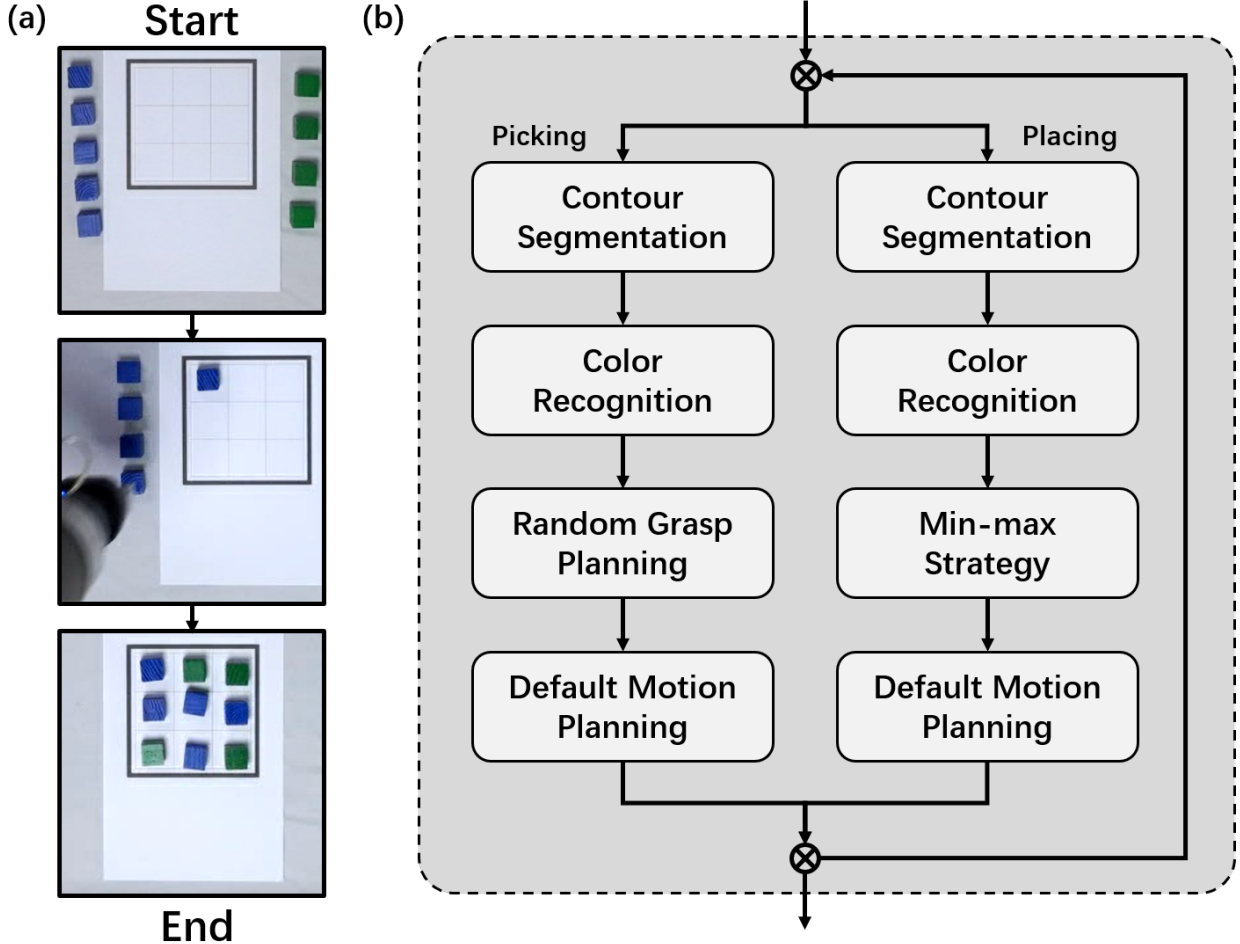 (a)
Start
End
(b)
Picking
Placing
Contour
Segmentation
Contour
Segmentation
Color
Recognition
Color
Recognition
Random Grasp
Planning
Min-max
Strategy
Default Motion
Planning
Default Motion
Planning